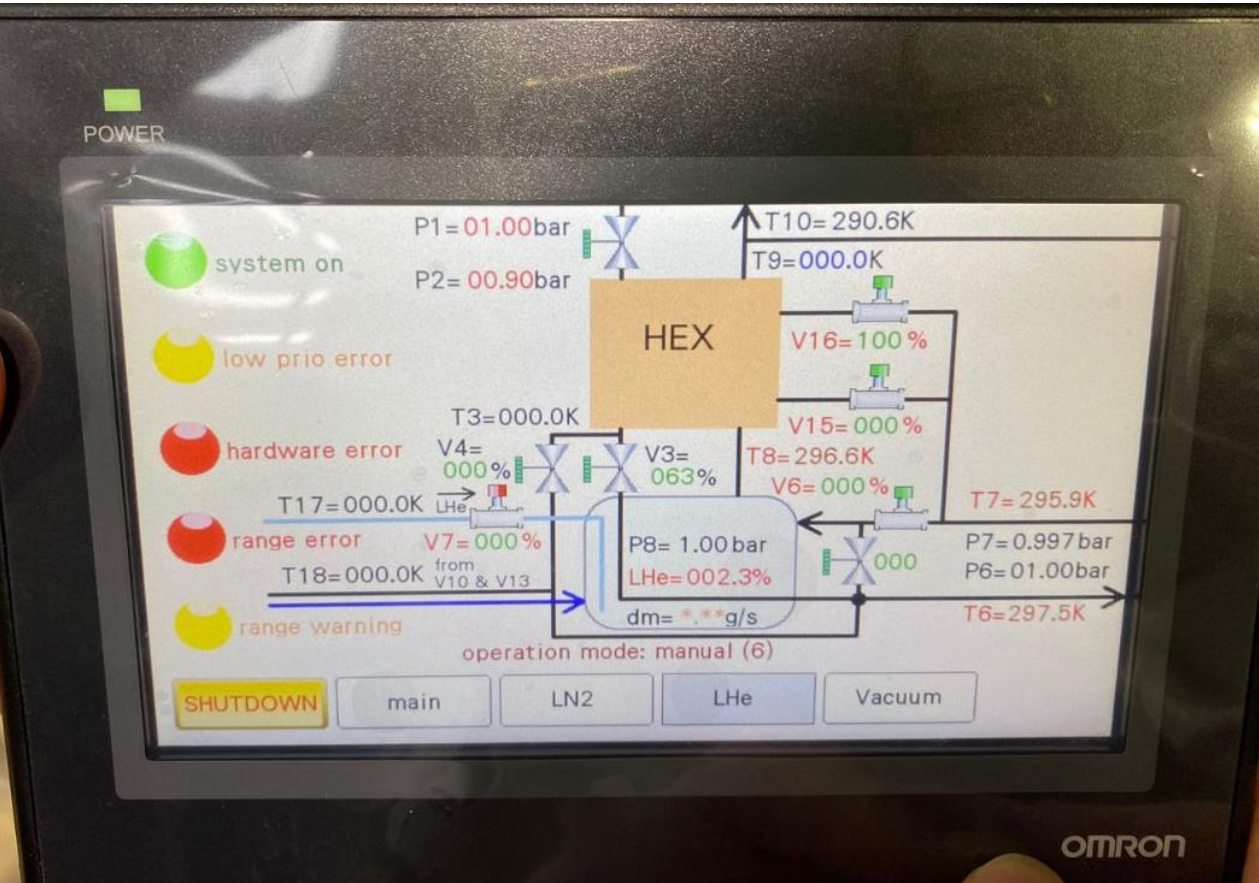 POWER
P1= 01.00bar
T10= 290.6K
system on
T9=000.0K
P2= 00.90bar
HEX
V16= 100 %
low prio error
T3=000.0K
V15= 000 %
hardware error
V4=
000 %
V3=
063%
T8= 296.6K
V6= 000 %
T17=000.0K
LHe
T7= 295.9K
range error
V7= 000 %
P8= 1.00 bar
000
P7=0.997 bar
T18=000.0K
from
V10 & V13
LHe= 002.3%
P6=01.00bar
range warning
dm= *.**g/s
T6=297.5K
operation mode: manual (6)
SHUTDOWN
main
LN2
LHe
Vacuum
OMRON